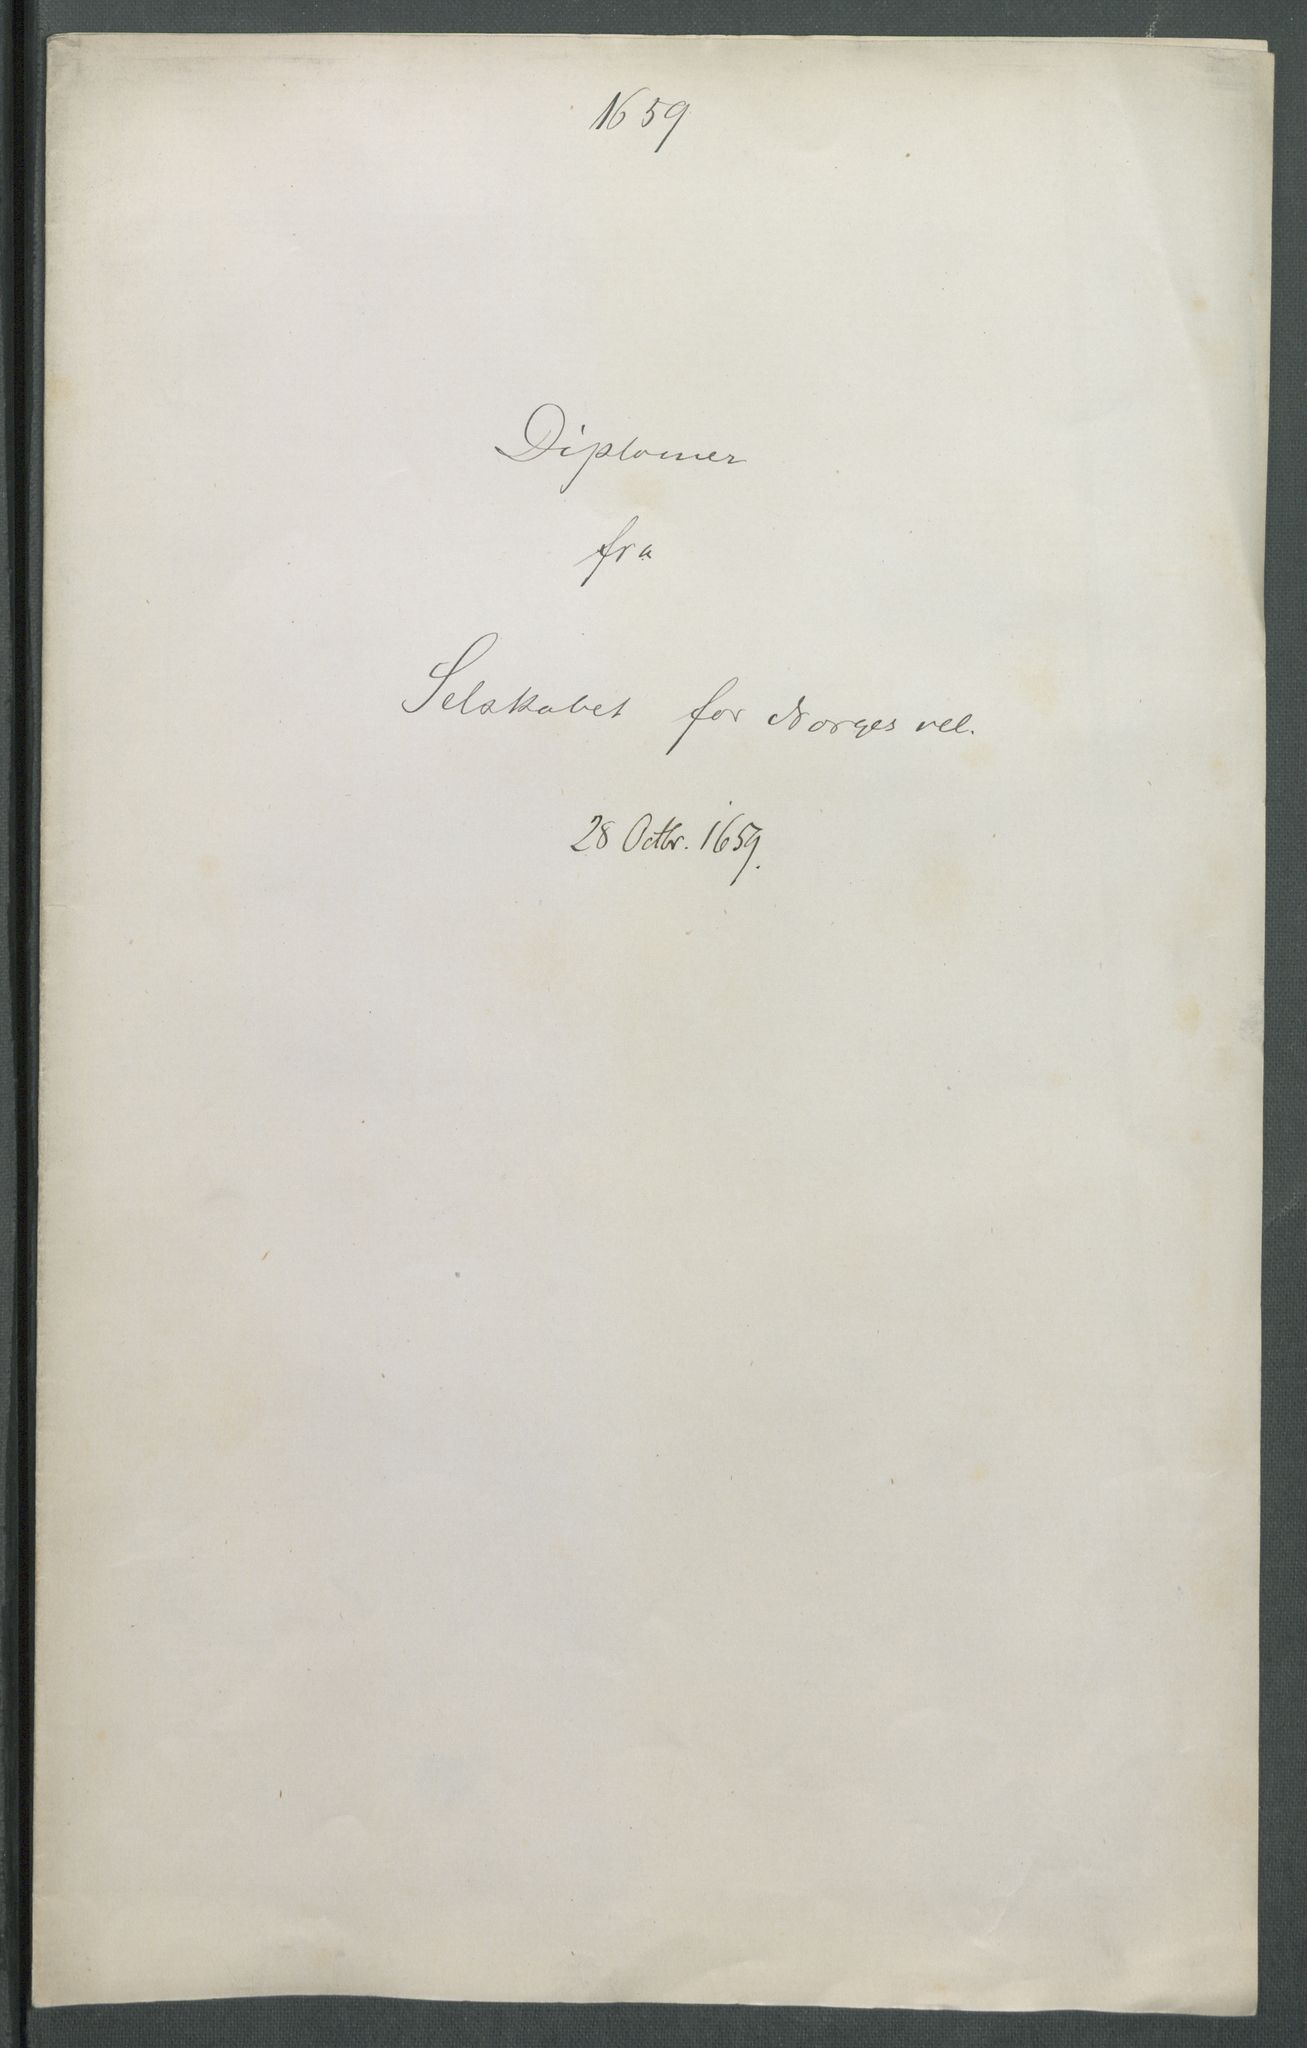 1659
Diplomer
fra
Selskabet for Norges vel.
28 Octbr. 1659.